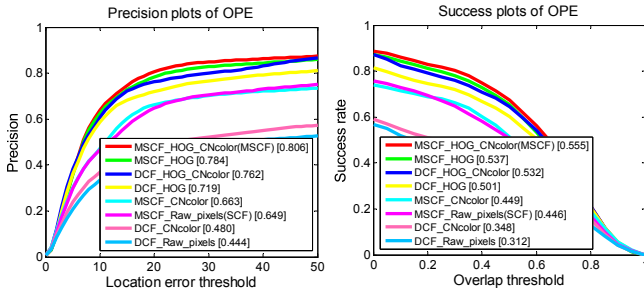 Precision plots of OPE
Precision
1
0.8
0.6
0.4
0.2
0
MSCF_HOG_CNcolor(MSCF) [0.806]
MSCF_HOG [0.784]
DCF_HOG_CNcolor [0.762]
DCF_HOG [0.719]
MSCF_CNcolor [0.663]
MSCF_Raw_pixels(SCF) [0.649]
DCF_CNcolor [0.480]
DCF_Raw_pixels [0.444]
0 10 20 30 40 50
Location error threshold
Success plots of OPE
Success rate
1
0.8
0.6
0.4
0.2
0
MSCF_HOG_CNcolor(MSCF) [0.555]
MSCF_HOG [0.537]
DCF_HOG_CNcolor [0.532]
DCF_HOG [0.501]
MSCF_CNcolor [0.449]
MSCF_Raw_pixels(SCF) [0.446]
DCF_CNcolor [0.348]
DCF_Raw_pixels [0.312]
0 0.2 0.4 0.6 0.8
Overlap threshold